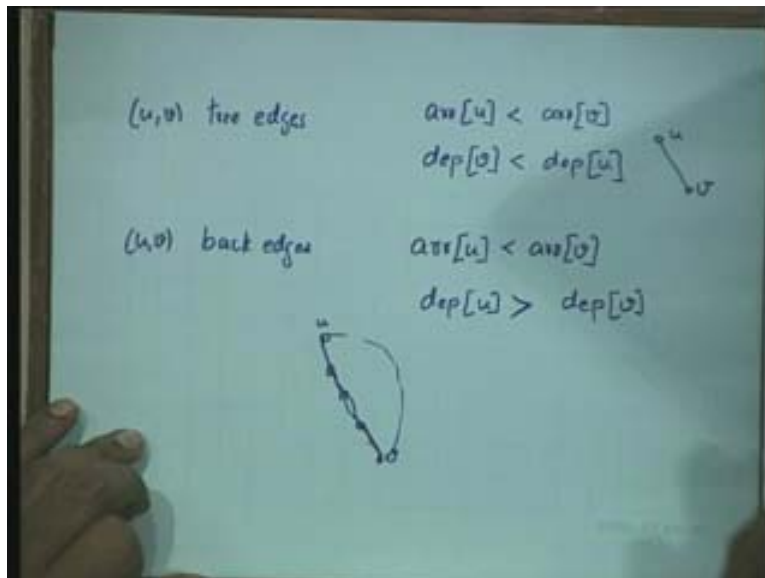 (u,v) tree edges arr[u] < arr[v]
dep[v] < dep[u]
u
v
(u,v) back edges arr[u] < arr[v]
dep[u] > dep[v]
u
v